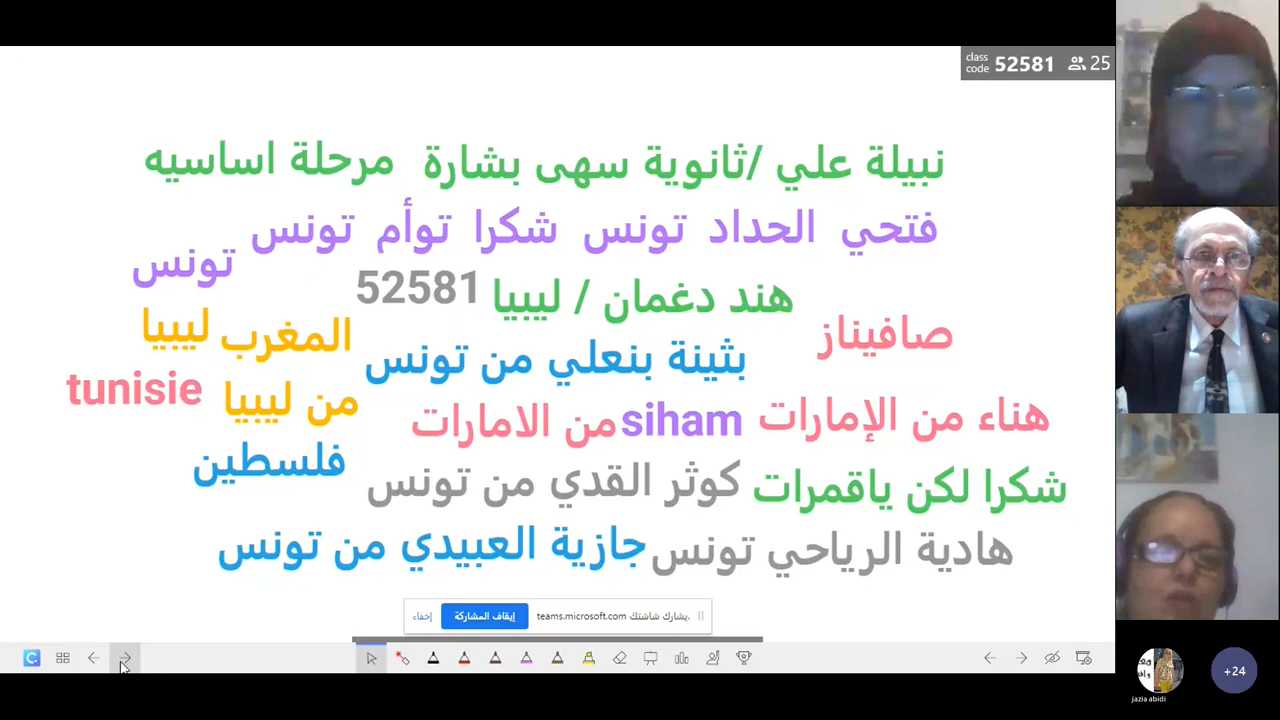 class code 52581 25
نبيلة علي /ثانوية سهى بشارة مرحلة اساسيه
فتحي الحداد تونس شكرا توأم تونس
تونس
هند دغمان / ليبيا 52581
صافيناز
المغرب ليبيا
بثينة بنعلي من تونس
tunisie
من ليبيا
هناء من الإمارات siham من الامارات
فلسطين
شكرا لكن ياقمرات كوثر القدي من تونس
هادية الرياحي تونس جازية العبيدي من تونس
teams.microsoft.com يشارك شاشتك. إيقاف المشاركة إخفاء
jazia abidi
+24